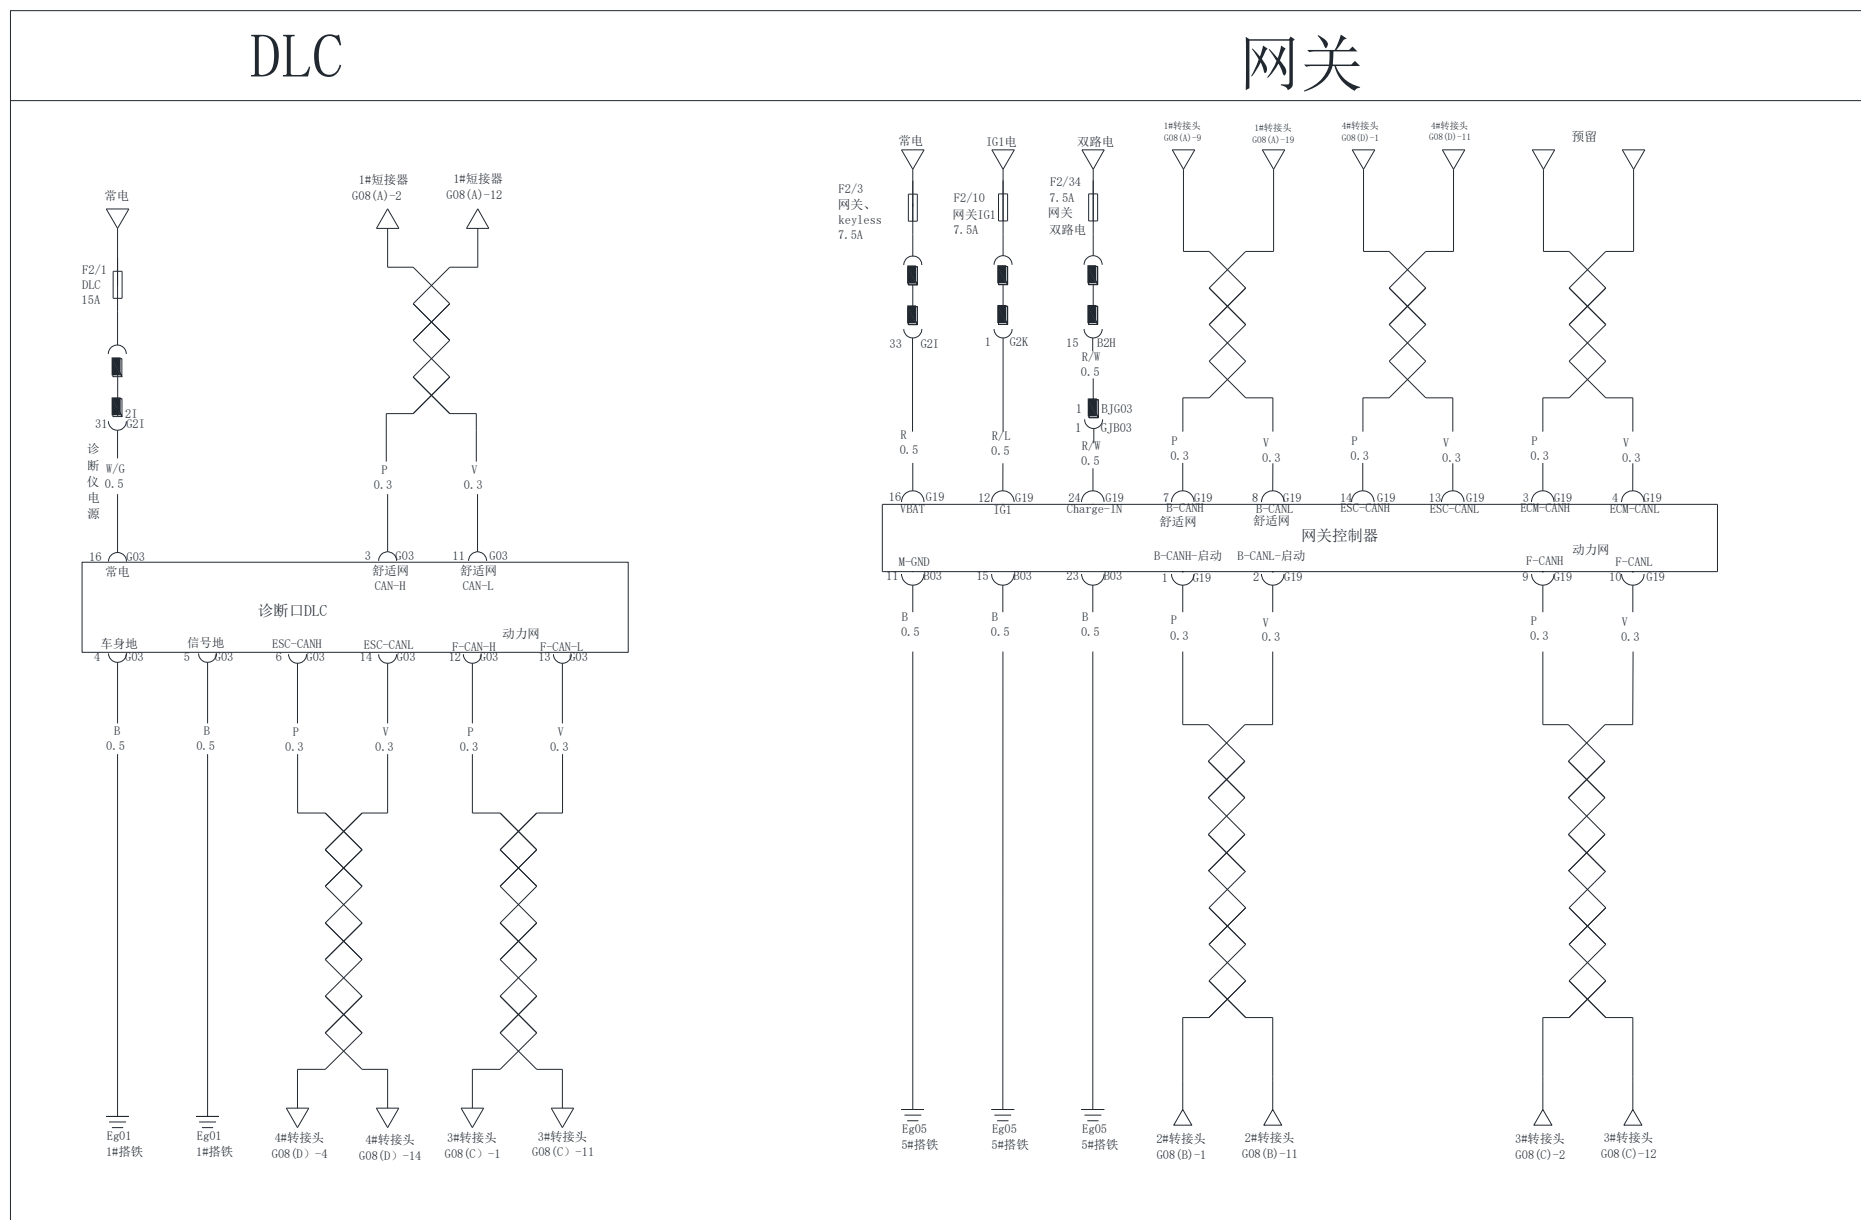 DLC
网关
常电
F2/1
DLC
15A
2I
31 G2I
诊断仪电源
W/G
0.5
1#短接器
G08(A)-2
1#短接器
G08(A)-12
P
0.3
V
0.3
16 G03
常电
3 G03
舒适网
CAN-H
11 G03
舒适网
CAN-L
诊断口DLC
动力网
车身地
信号地
ESC-CANH
ESC-CANL
F-CAN-H
F-CAN-L
4 G03
5 G03
6 G03
14 G03
12 G03
13 G03
B
0.5
B
0.5
P
0.3
V
0.3
P
0.3
V
0.3
Eg01
1#搭铁
Eg01
1#搭铁
4#转接头
G08(D）-4
4#转接头
G08(D）-14
3#转接头
G08(C）-1
3#转接头
G08(C）-11
常电
IG1电
双路电
1#转接头
G08(A)-9
1#转接头
G08(A)-19
4#转接头
G08(D)-1
4#转接头
G08(D)-11
预留
F2/3
网关、
keyless
7.5A
F2/10
网关IG1
7.5A
F2/34
7.5A
网关
双路电
33 G2I
1 G2K
15 B2H
R/W
0.5
1 BJG03
1 GJB03
R
0.5
R/L
0.5
R/W
0.5
P
0.3
V
0.3
P
0.3
V
0.3
P
0.3
V
0.3
16 G19
VBAT
12 G19
IG1
24 G19
Charge-IN
7 G19
B-CANH
舒适网
8 G19
B-CANL
舒适网
14 G19
ESC-CANH
13 G19
ESC-CANL
3 G19
ECM-CANH
4 G19
ECM-CANL
网关控制器
动力网
M-GND
B-CANH-启动
B-CANL-启动
F-CANH
F-CANL
11 B03
15 B03
23 B03
1 G19
2 G19
9 G19
10 G19
B
0.5
B
0.5
B
0.5
P
0.3
V
0.3
P
0.3
V
0.3
Eg05
5#搭铁
Eg05
5#搭铁
Eg05
5#搭铁
2#转接头
G08(B)-1
2#转接头
G08(B)-11
3#转接头
G08(C)-2
3#转接头
G08(C)-12